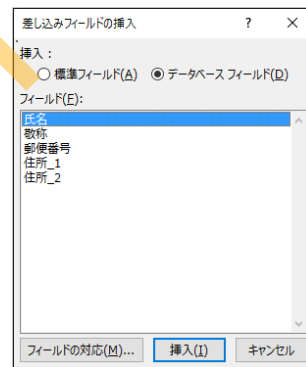 差し込みフィールドの挿入 ? ×
挿入：
標準フィールド(A) データベース フィールド(D)
フィールド(F):
氏名
敬称
郵便番号
住所_1
住所_2
フィールドの対応(M)... 挿入(I) キャンセル